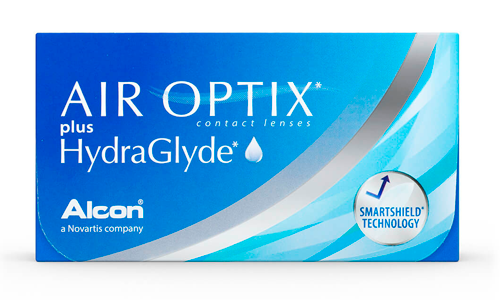 AIR OPTIX*
contact lenses
plus
HydraGlyde*
Alcon®
a Novartis company
SMARTSHIELD®
TECHNOLOGY